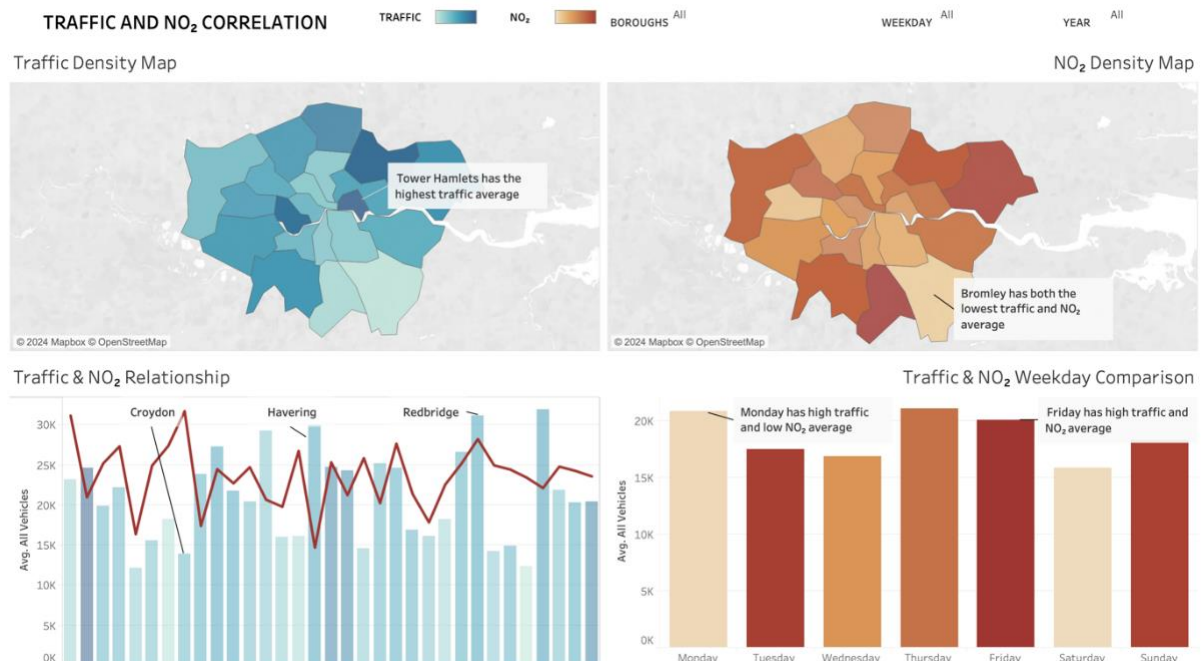 TRAFFIC AND NO₂ CORRELATION
TRAFFIC
NO₂
BOROUGHS All
WEEKDAY All
YEAR All
Traffic Density Map
NO₂ Density Map
Tower Hamlets has the
highest traffic average
© 2024 Mapbox © OpenStreetMap
Bromley has both the
lowest traffic and NO₂
average
© 2024 Mapbox © OpenStreetMap
Traffic & NO₂ Relationship
Traffic & NO₂ Weekday Comparison
Croydon
Havering
Redbridge
30K
25K
20K
15K
10K
5K
0K
Avg. All Vehicles
Monday has high traffic
and low NO₂ average
Friday has high traffic and
NO₂ average
20K
15K
10K
5K
0K
Avg. All Vehicles
Monday
Tuesday
Wednesday
Thursday
Friday
Saturday
Sunday